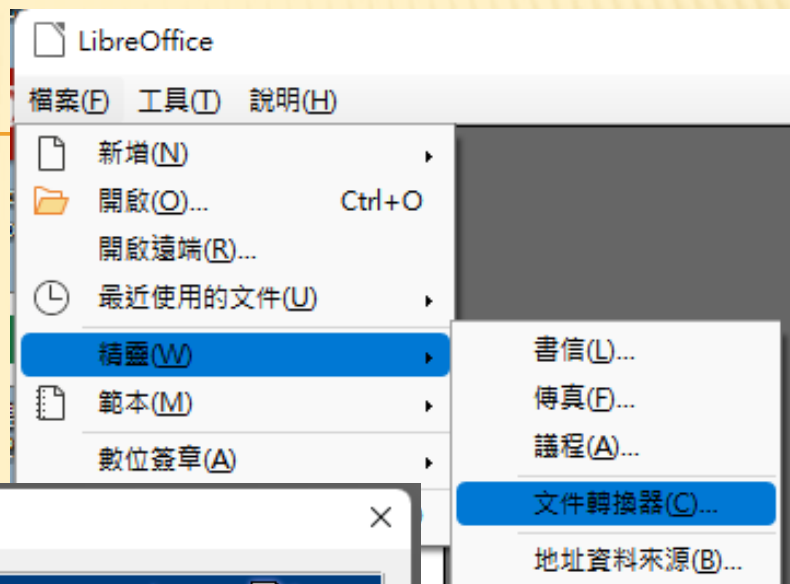 LibreOffice
檔案(F) 工具(T) 說明(H)
新增(N)
開啟(O)... Ctrl+O
開啟遠端(R)...
最近使用的文件(U)
精靈(W)
範本(M)
數位簽章(A)
書信(L)...
傳真(F)...
議程(A)...
文件轉換器(C)...
地址資料來源(B)...